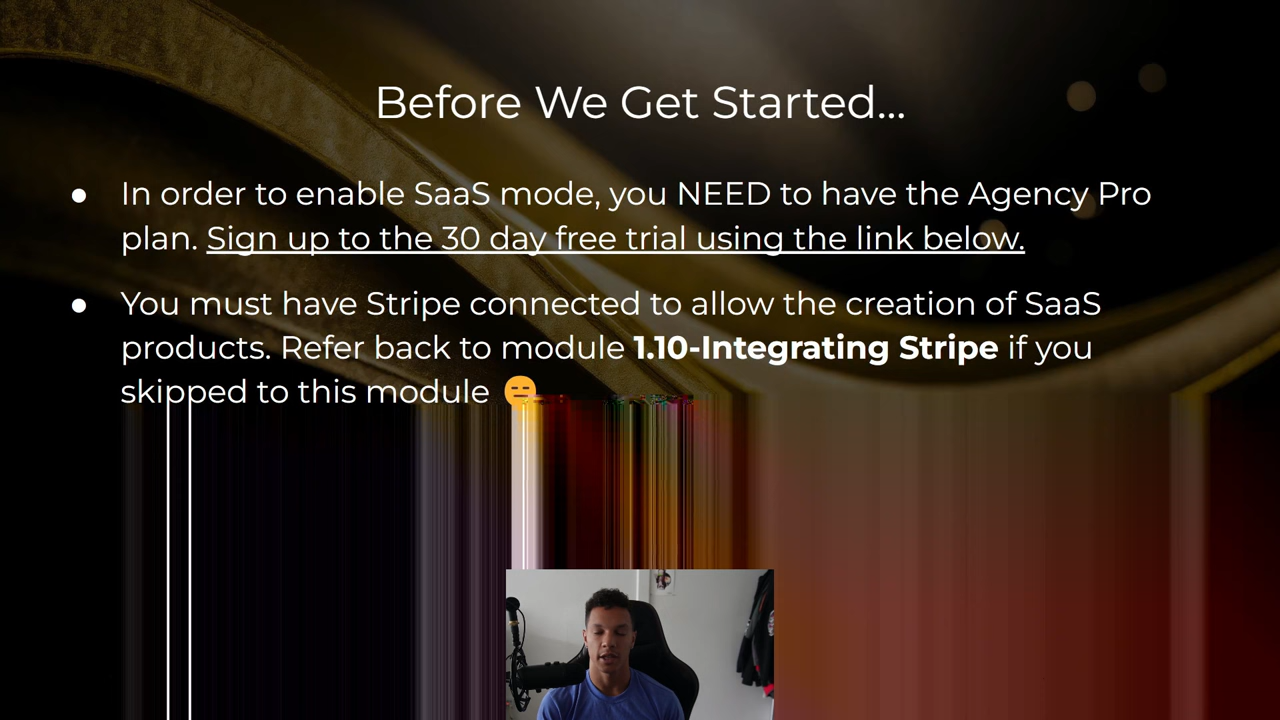 Before We Get Started...
● In order to enable SaaS mode, you NEED to have the Agency Pro
plan. Sign up to the 30 day free trial using the link below.
● You must have Stripe connected to allow the creation of SaaS
products. Refer back to module 1.10-Integrating Stripe if you
skipped to this module 😑